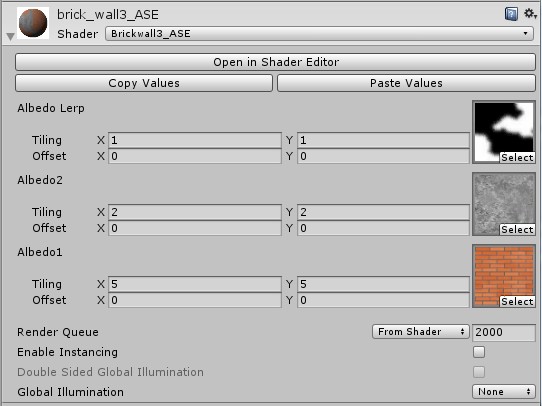 brick_wall3_ASE
Shader Brickwall3_ASE
Open in Shader Editor
Copy Values Paste Values
Albedo Lerp
Tiling X 1 Y 1
Offset X 0 Y 0
Select
Albedo2
Tiling X 2 Y 2
Offset X 0 Y 0
Select
Albedo1
Tiling X 5 Y 5
Offset X 0 Y 0
Select
Render Queue From Shader 2000
Enable Instancing
Double Sided Global Illumination
Global Illumination None